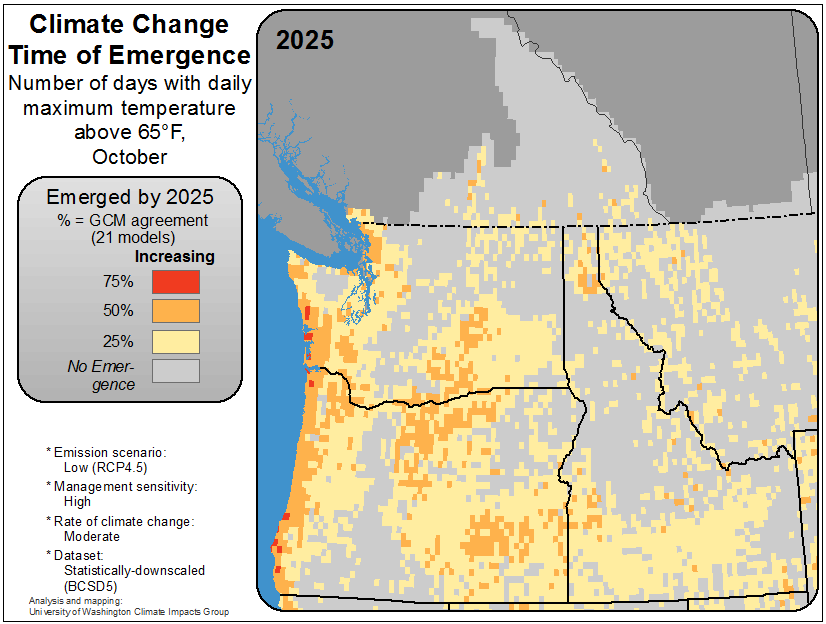 Climate Change
Time of Emergence
Number of days with daily
maximum temperature
above 65°F,
October
2025
Emerged by 2025
% = GCM agreement
(21 models)
Increasing
75%
50%
25%
No Emer-
gence
* Emission scenario:
Low (RCP4.5)
* Management sensitivity:
High
* Rate of climate change:
Moderate
* Dataset:
Statistically-downscaled
(BCSD5)
Analysis and mapping:
University of Washington Climate Impacts Group